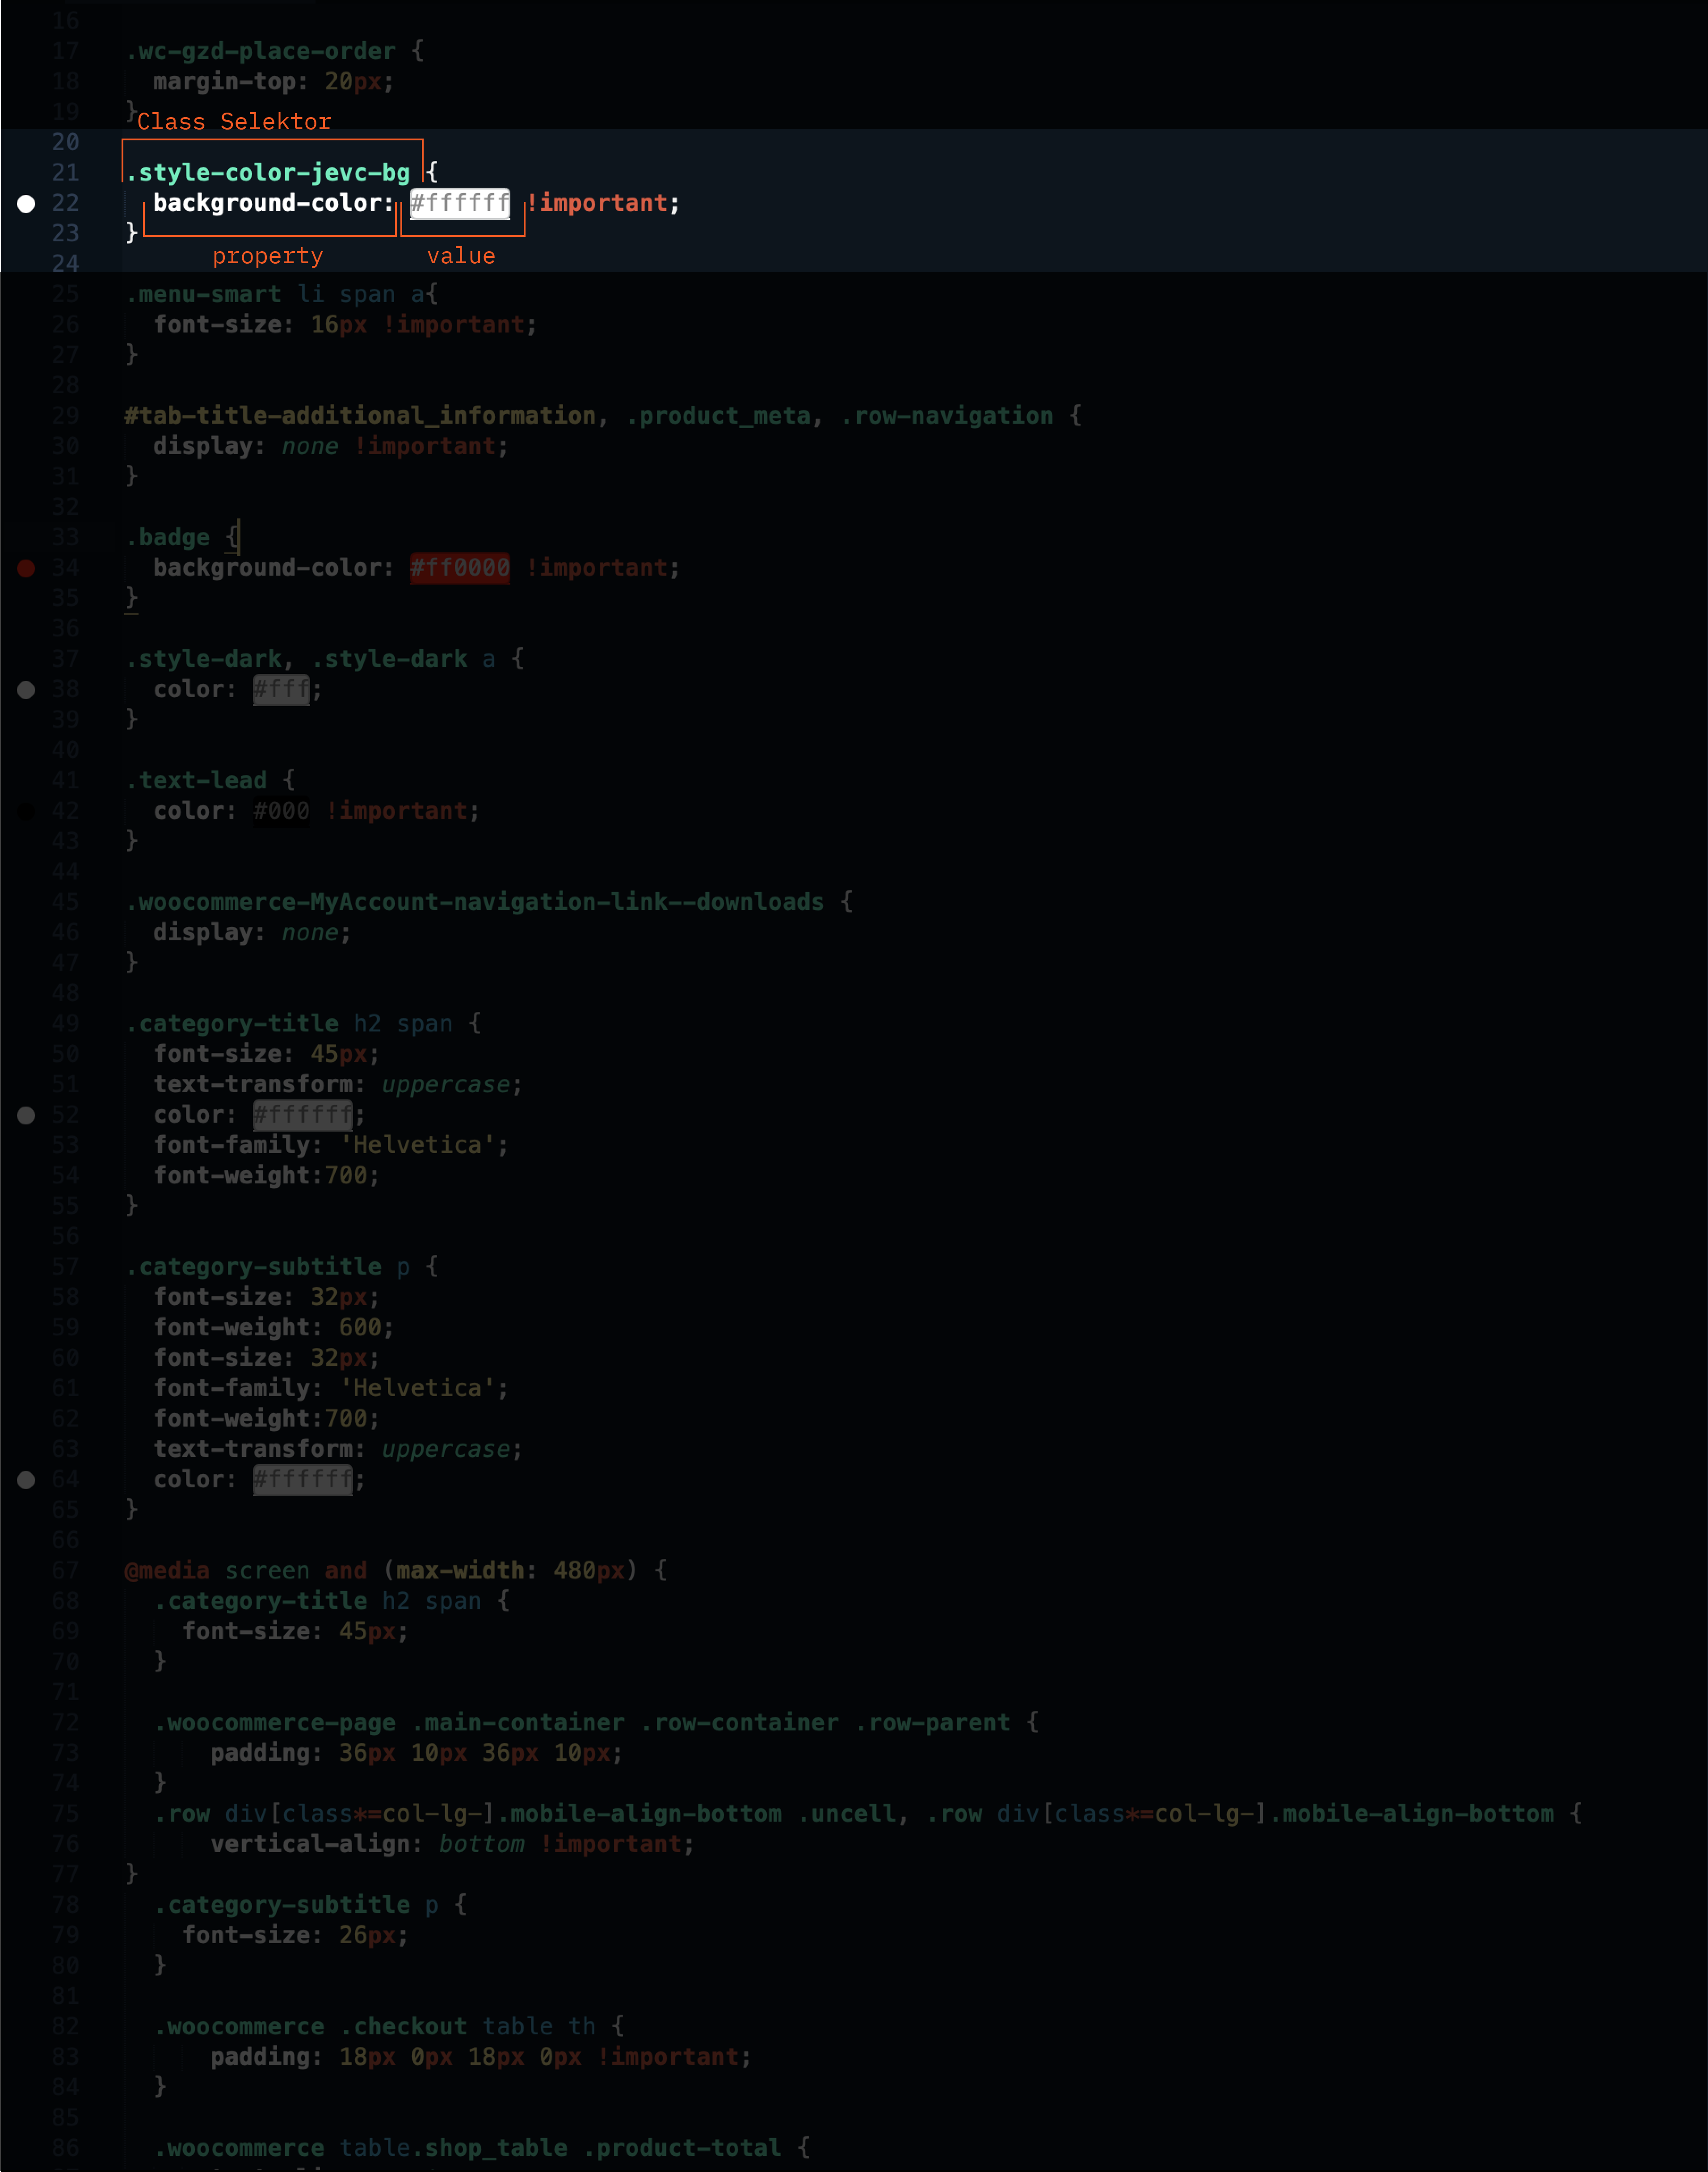 16
17 .wc-gzd-place-order {
18 margin-top: 20px;
19 }
Class Selektor
20
21 .style-color-jevc-bg {
22 background-color: #ffffff !important;
23 }
property value
24
25 .menu-smart li span a{
26 font-size: 16px !important;
27 }
28
29 #tab-title-additional_information, .product_meta, .row-navigation {
30 display: none !important;
31 }
32
33 .badge {
34 background-color: #ff0000 !important;
35 }
36
37 .style-dark, .style-dark a {
38 color: #fff;
39 }
40
41 .text-lead {
42 color: #000 !important;
43 }
44
45 .woocommerce-MyAccount-navigation-link--downloads {
46 display: none;
47 }
48
49 .category-title h2 span {
50 font-size: 45px;
51 text-transform: uppercase;
52 color: #ffffff;
53 font-family: 'Helvetica';
54 font-weight:700;
55 }
56
57 .category-subtitle p {
58 font-size: 32px;
59 font-weight: 600;
60 font-size: 32px;
61 font-family: 'Helvetica';
62 font-weight:700;
63 text-transform: uppercase;
64 color: #ffffff;
65 }
66
67 @media screen and (max-width: 480px) {
68 .category-title h2 span {
69 font-size: 45px;
70 }
71
72 .woocommerce-page .main-container .row-container .row-parent {
73 padding: 36px 10px 36px 10px;
74 }
75 .row div[class*=col-lg-].mobile-align-bottom .uncell, .row div[class*=col-lg-].mobile-align-bottom {
76 vertical-align: bottom !important;
77 }
78 .category-subtitle p {
79 font-size: 26px;
80 }
81
82 .woocommerce .checkout table th {
83 padding: 18px 0px 18px 0px !important;
84 }
85
86 .woocommerce table.shop_table .product-total {